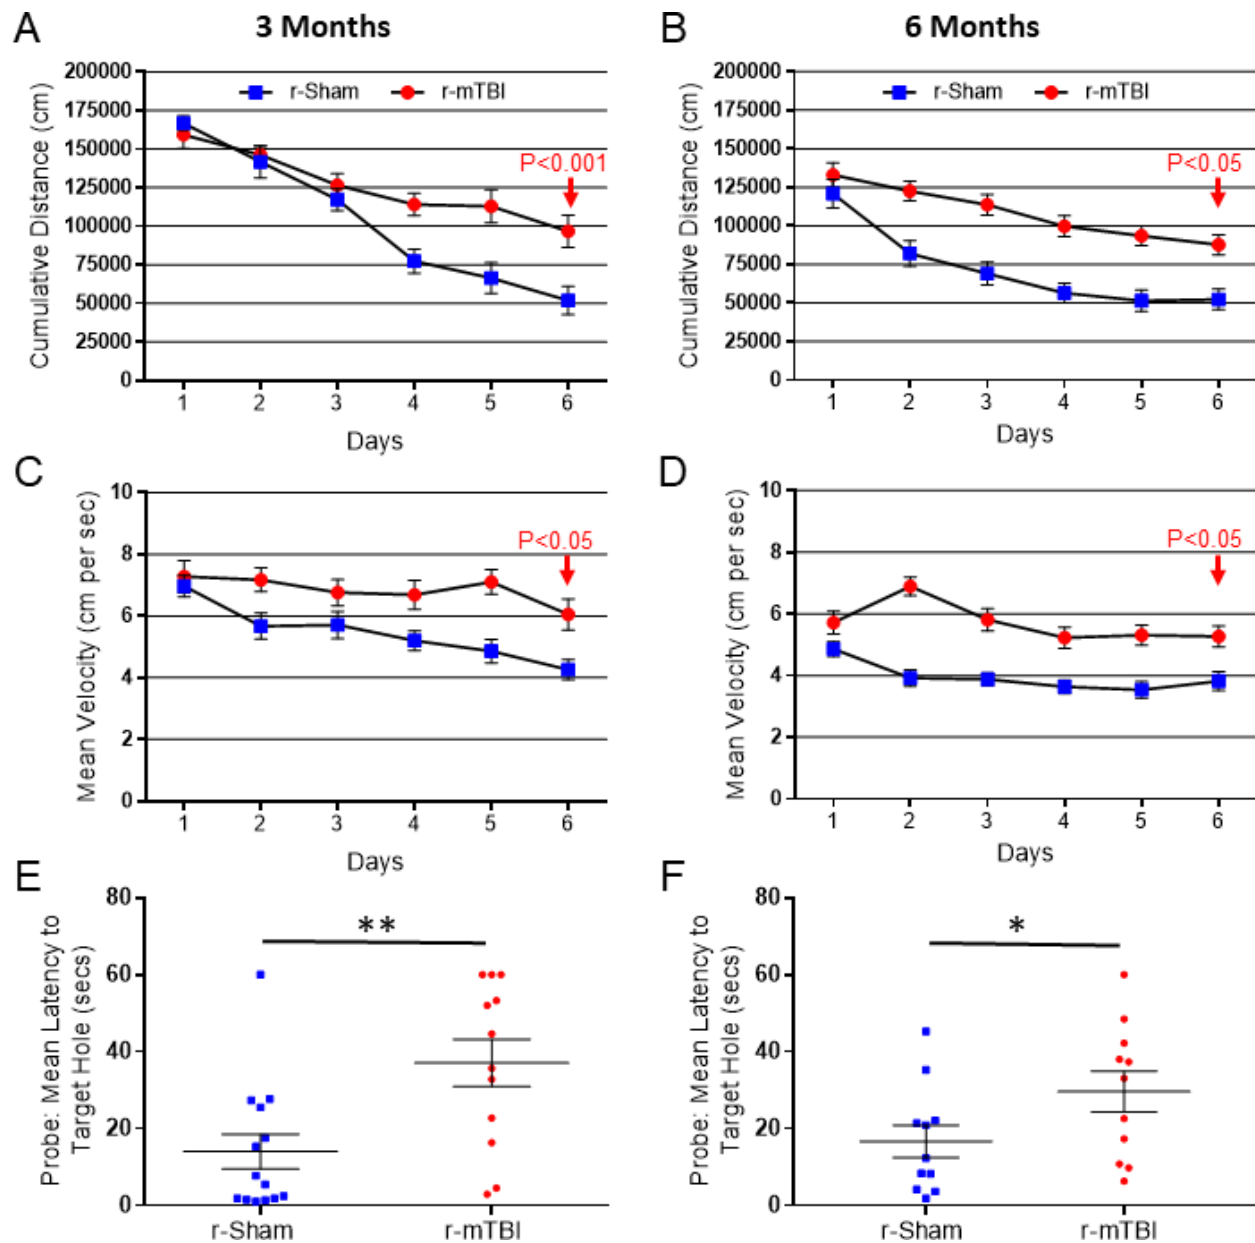 A
3 Months
r-Sham
r-mTBI
P<0.001
Cumulative Distance (cm)
200000
175000
150000
125000
100000
75000
50000
25000
0
1 2 3 4 5 6
Days
B
6 Months
r-Sham
r-mTBI
P<0.05
Cumulative Distance (cm)
200000
175000
150000
125000
100000
75000
50000
25000
0
1 2 3 4 5 6
Days
C
P<0.05
Mean Velocity (cm per sec)
10
8
6
4
2
0
1 2 3 4 5 6
Days
D
P<0.05
Mean Velocity (cm per sec)
10
8
6
4
2
0
1 2 3 4 5 6
Days
E
**
Probe: Mean Latency to
Target Hole (secs)
80
60
40
20
0
r-Sham r-mTBI
F
*
Probe: Mean Latency to
Target Hole (secs)
80
60
40
20
0
r-Sham r-mTBI